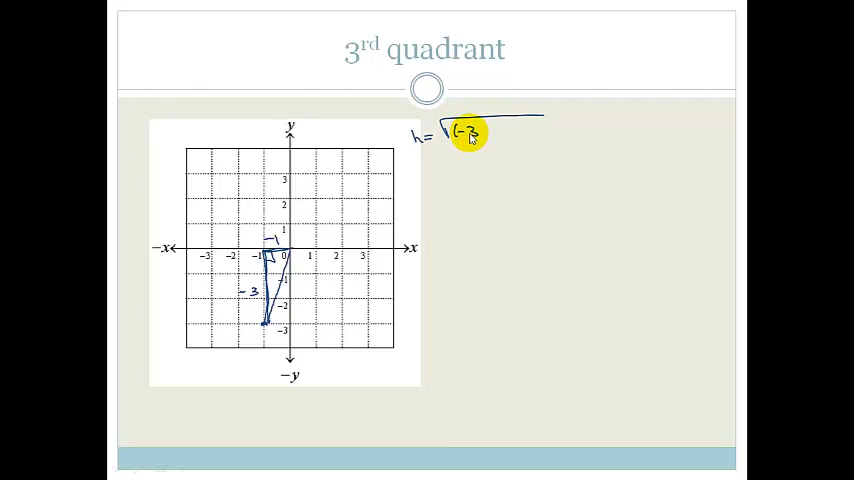 3rd quadrant
y
h = √(-3
3
2
1
-1
-x
x
-3 -2 -1 0 1 2 3
-1
-3
-2
-3
-y